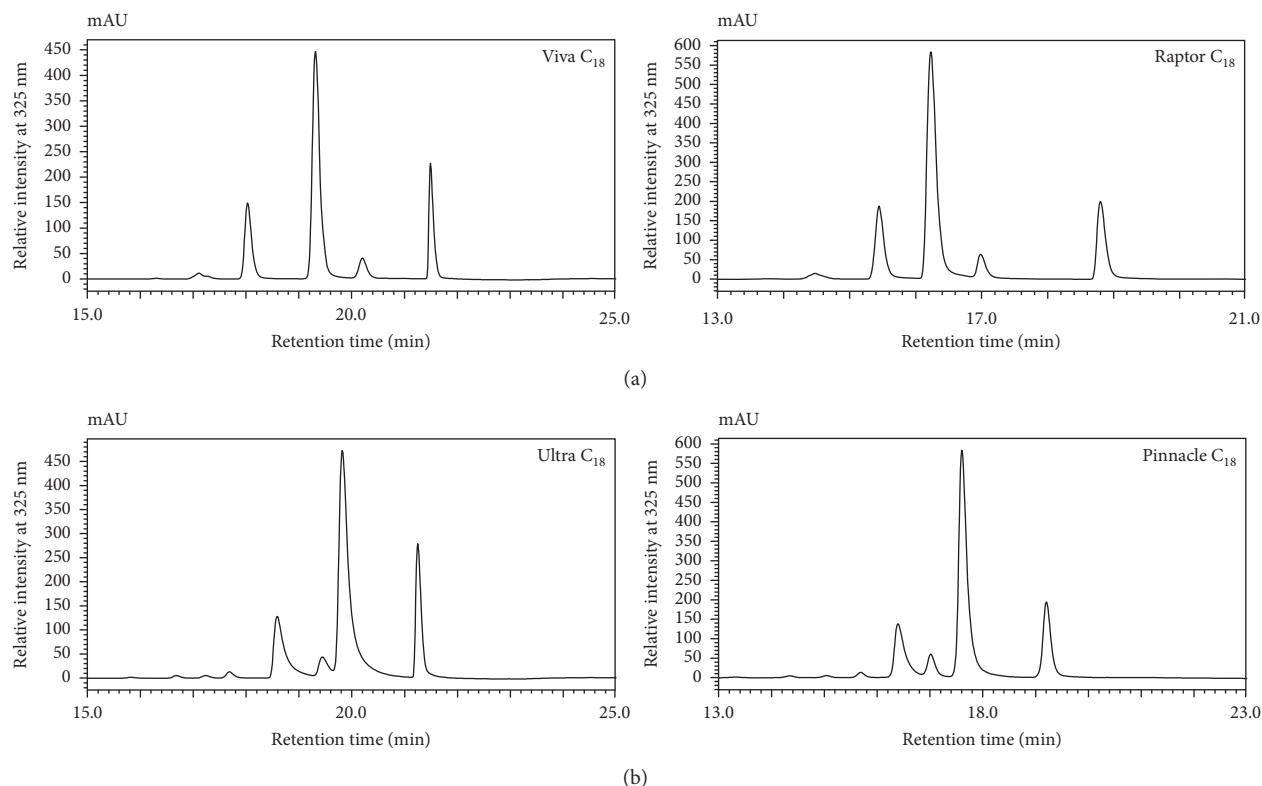 mAU
Viva C₁₈
Relative intensity at 325 nm
450
400
350
300
250
200
150
100
50
0
15.0 20.0 25.0
Retention time (min)
mAU
Raptor C₁₈
Relative intensity at 325 nm
600
550
500
450
400
350
300
250
200
150
100
50
0
13.0 17.0 21.0
Retention time (min)
(a)
mAU
Ultra C₁₈
Relative intensity at 325 nm
450
400
350
300
250
200
150
100
50
0
15.0 20.0 25.0
Retention time (min)
mAU
Pinnacle C₁₈
Relative intensity at 325 nm
600
550
500
450
400
350
300
250
200
150
100
50
0
13.0 18.0 23.0
Retention time (min)
(b)